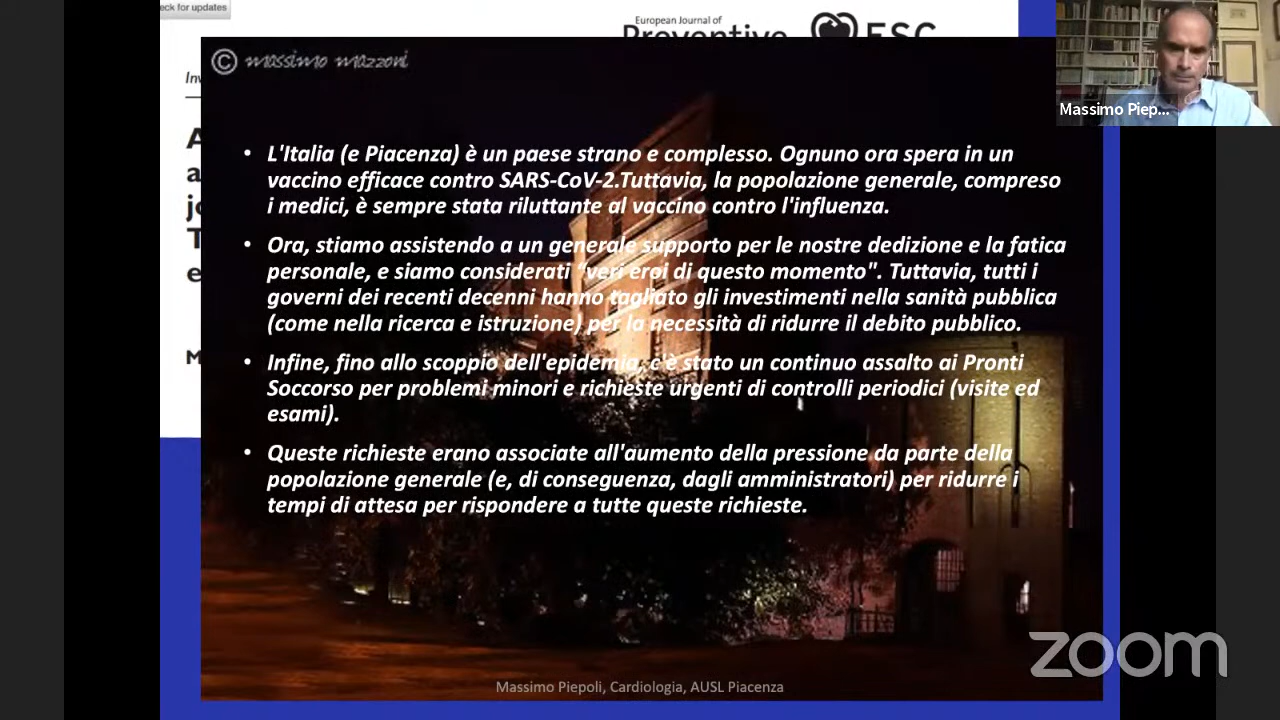 eck for updates
European Journal of
Preventive
ESC
© massimo mazzoni
Massimo Piep...
• L'Italia (e Piacenza) è un paese strano e complesso. Ognuno ora spera in un
vaccino efficace contro SARS-CoV-2.Tuttavia, la popolazione generale, compreso
i medici, è sempre stata riluttante al vaccino contro l'influenza.
• Ora, stiamo assistendo a un generale supporto per le nostre dedizione e la fatica
personale, e siamo considerati "veri eroi di questo momento". Tuttavia, tutti i
governi dei recenti decenni hanno tagliato gli investimenti nella sanità pubblica
(come nella ricerca e istruzione) per la necessità di ridurre il debito pubblico.
• Infine, fino allo scoppio dell'epidemia, c'è stato un continuo assalto ai Pronti
Soccorso per problemi minori e richieste urgenti di controlli periodici (visite ed
esami).
• Queste richieste erano associate all'aumento della pressione da parte della
popolazione generale (e, di conseguenza, dagli amministratori) per ridurre i
tempi di attesa per rispondere a tutte queste richieste.
zoom
Massimo Piepoli, Cardiologia, AUSL Piacenza